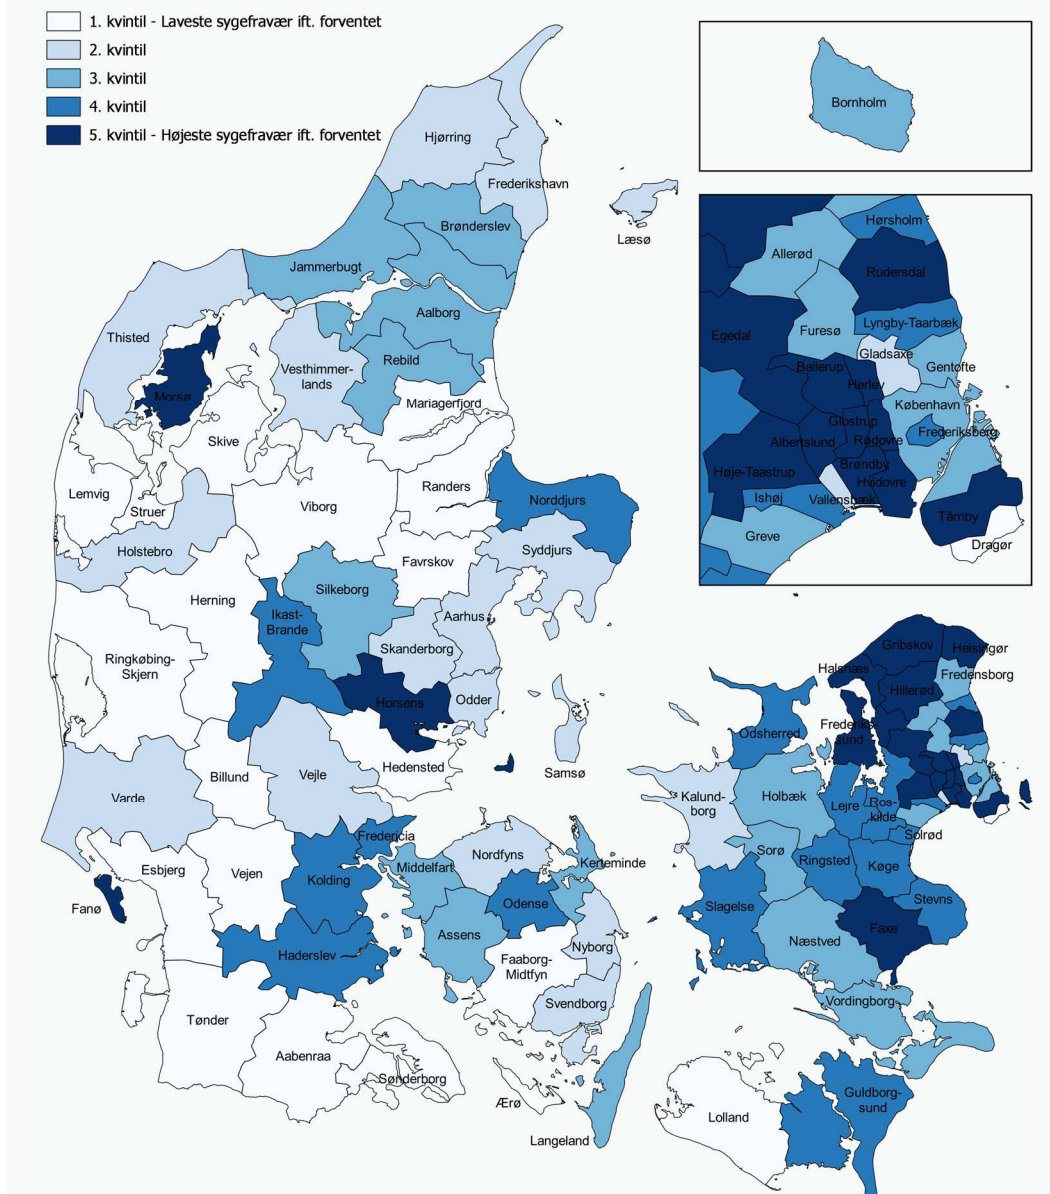 1. kvintil - Laveste sygefravær ift. forventet
2. kvintil
3. kvintil
4. kvintil
5. kvintil - Højeste sygefravær ift. forventet
Bornholm
Hjørring
Frederikshavn
Læsø
Brønderslev
Jammerbugt
Aalborg
Thisted
Rebild
Vesthimmer-
lands
Morsø
Mariagerfjord
Skive
Lemvig
Struer
Viborg
Randers
Norddjurs
Holstebro
Syddjurs
Favrskov
Silkeborg
Herning
Ikast-
Brande
Aarhus
Skanderborg
Ringkøbing-
Skjern
Horsens
Odder
Hedensted
Samsø
Billund
Vejle
Varde
Fredericia
Esbjerg
Vejen
Kolding
Fanø
Haderslev
Tønder
Aabenraa
Sønderborg
Middelfart
Nordfyns
Kerteminde
Odense
Assens
Nyborg
Faaborg-
Midtfyn
Svendborg
Ærø
Langeland
Hørsholm
Allerød
Rudersdal
Egedal
Furesø
Lyngby-Taarbæk
Gladsaxe
Gentofte
Ballerup
Herlev
København
Glostrup
Frederiksberg
Albertslund
Rødovre
Høje-Taastrup
Brøndby
Hvidovre
Ishøj
Vallensbæk
Greve
Tårnby
Dragør
Gribskov
Helsingør
Halsnæs
Fredensborg
Hillerød
Frederiks-
sund
Odsherred
Kalund-
borg
Holbæk
Lejre
Ros-
kilde
Solrød
Sorø
Ringsted
Køge
Slagelse
Stevns
Faxe
Næstved
Vordingborg
Guldborg-
sund
Lolland